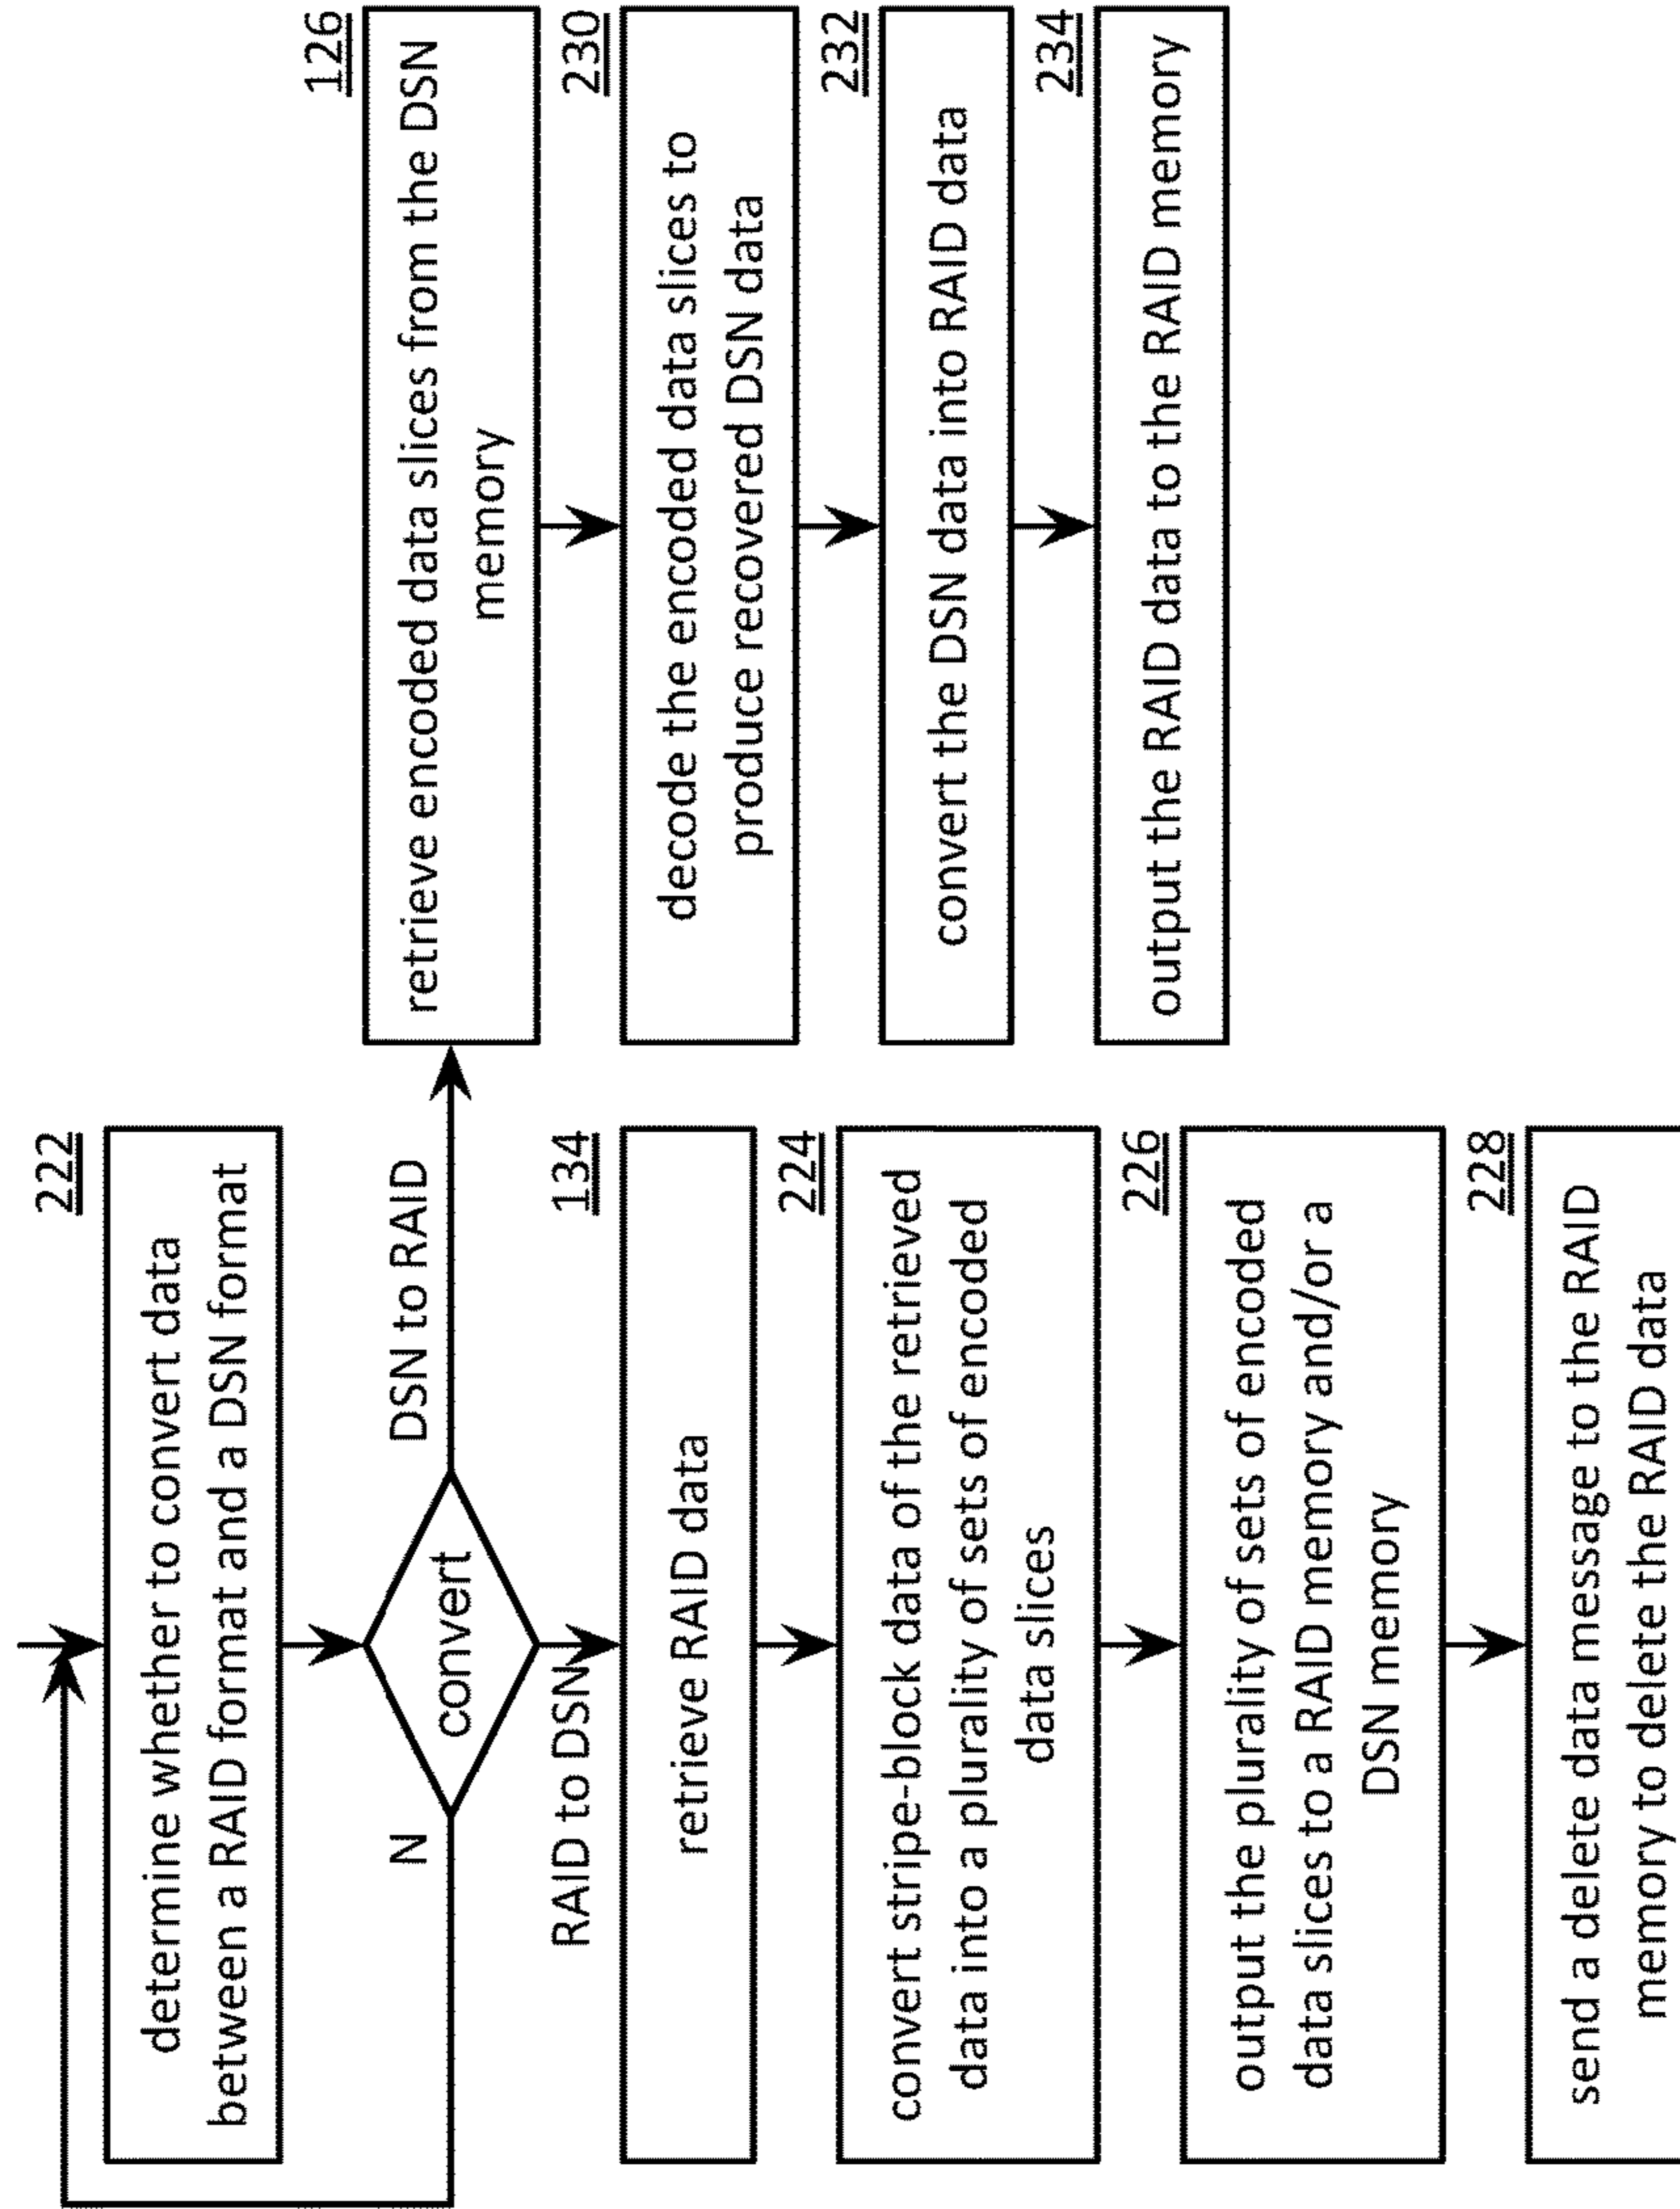 222
determine whether to convert data
between a RAID format and a DSN format
convert
N
DSN to RAID
RAID to DSN
134
retrieve RAID data
224
convert stripe-block data of the retrieved
data into a plurality of sets of encoded
data slices
226
output the plurality of sets of encoded
data slices to a RAID memory and/or a
DSN memory
228
send a delete data message to the RAID
memory to delete the RAID data
126
retrieve encoded data slices from the DSN
memory
230
decode the encoded data slices to
produce recovered DSN data
232
convert the DSN data into RAID data
234
output the RAID data to the RAID memory